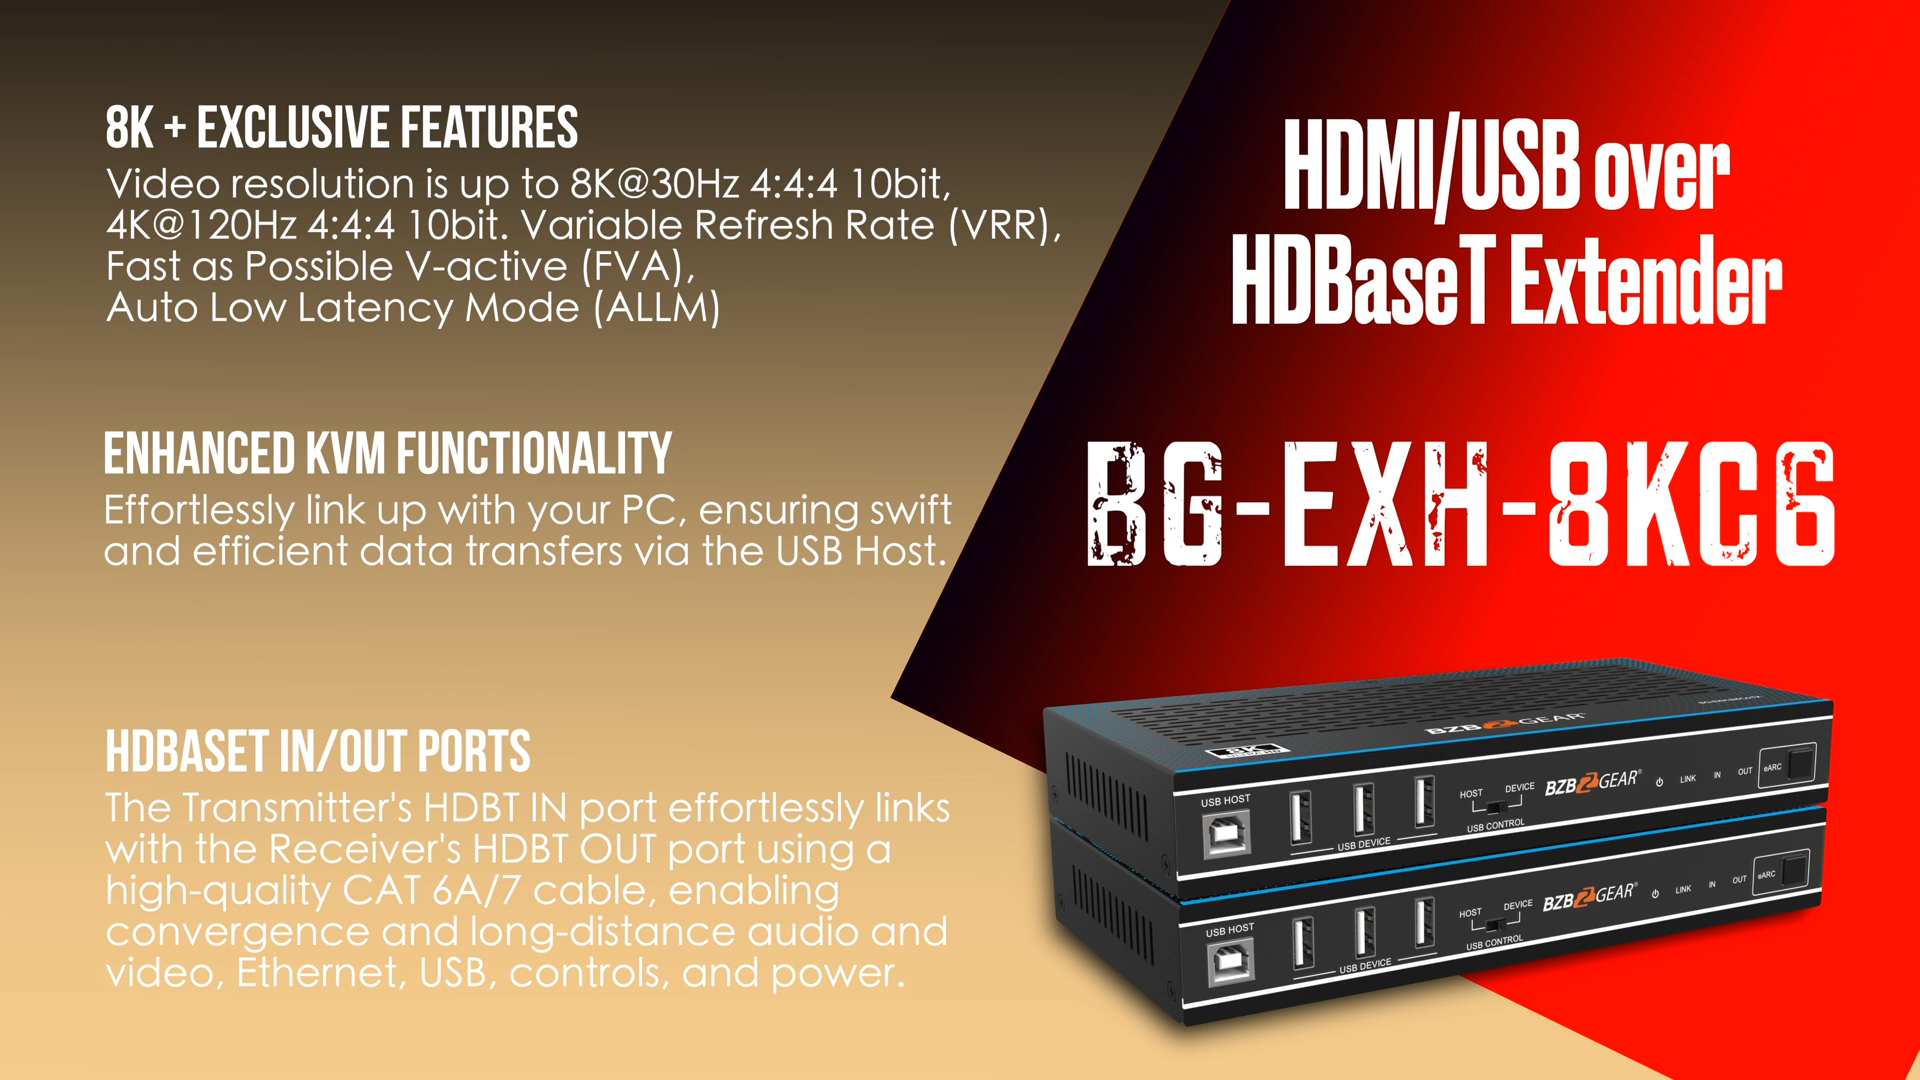 8K + EXCLUSIVE FEATURES
Video resolution is up to 8K@30Hz 4:4:4 10bit,
4K@120Hz 4:4:4 10bit. Variable Refresh Rate (VRR),
Fast as Possible V-active (FVA),
Auto Low Latency Mode (ALLM)
ENHANCED KVM FUNCTIONALITY
Effortlessly link up with your PC, ensuring swift
and efficient data transfers via the USB Host.
HDBASET IN/OUT PORTS
The Transmitter's HDBT IN port effortlessly links
with the Receiver's HDBT OUT port using a
high-quality CAT 6A/7 cable, enabling
convergence and long-distance audio and
video, Ethernet, USB, controls, and power.
HDMI/USB over
HDBaseT Extender
BG-EXH-8KC6
BZB GEAR
8K
USB HOST
USB DEVICE
HOST
DEVICE
USB CONTROL
BZB GEAR®
LINK
IN
OUT
eARC
USB HOST
USB DEVICE
HOST
DEVICE
USB CONTROL
BZB GEAR®
LINK
IN
OUT
eARC